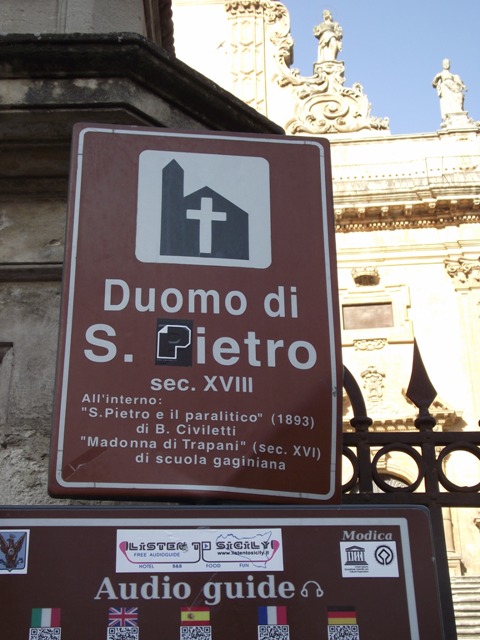 Duomo di
S. Pietro
sec. XVIII
All'interno:
"S.Pietro e il paralitico" (1893)
di B. Civiletti
"Madonna di Trapani" (sec. XVI)
di scuola gaginiana
LiSTEN TO SiCiLY
FREE AUDIOGUIDE www.listentosicily.it
HOTEL B&B FOOD FUN
Modica
Audio guide